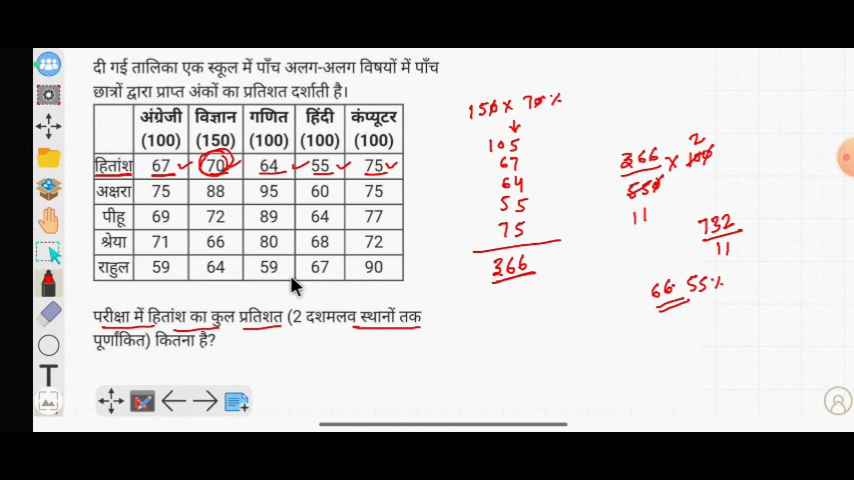 दी गई तालिका एक स्कूल में पाँच अलग-अलग विषयों में पाँच
छात्रों द्वारा प्राप्त अंकों का प्रतिशत दर्शाती है।
अंग्रेजी (100) विज्ञान (150) गणित (100) हिंदी (100) कंप्यूटर (100)
हितांश 67 70 64 55 75
अक्षरा 75 88 95 60 75
पीहू 69 72 89 64 77
श्रेया 71 66 80 68 72
राहुल 59 64 59 67 90
परीक्षा में हितांश का कुल प्रतिशत (2 दशमलव स्थानों तक
पूर्णांकित) कितना है?
150 x 70%
105
67
64
55
75
366
2
366 x 100
550
11
732
11
66.55%
T